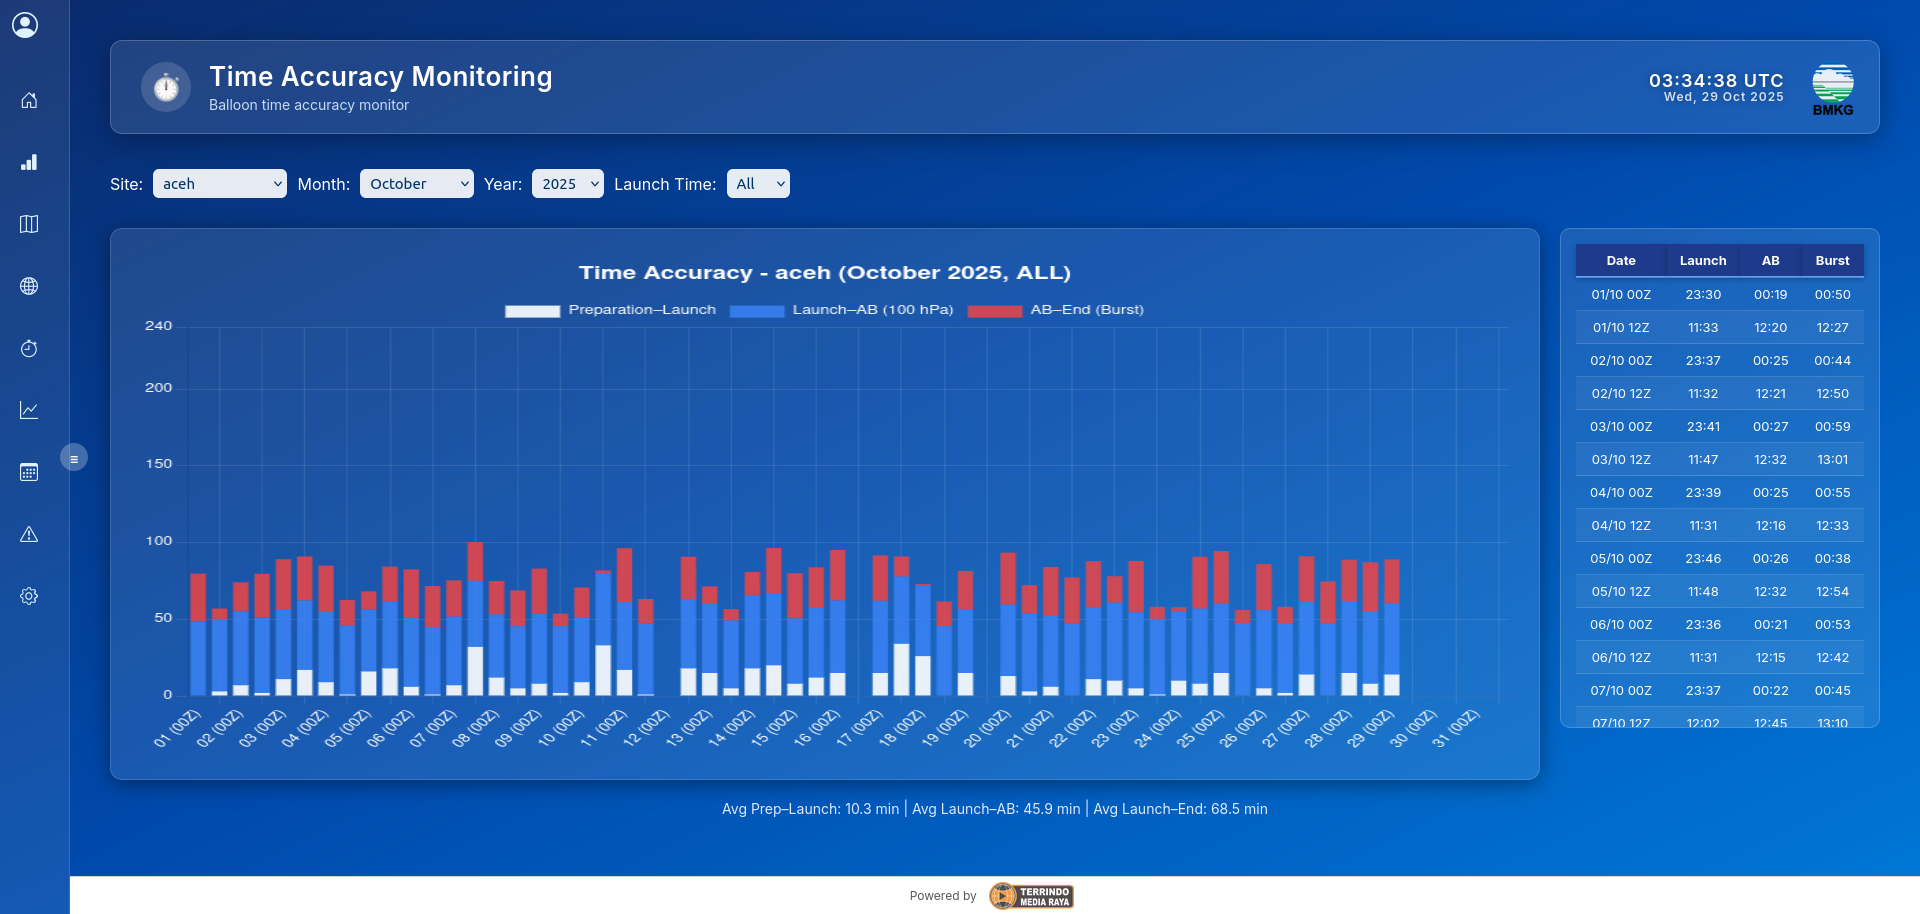 Time Accuracy Monitoring
Balloon time accuracy monitor
03:34:38 UTC
Wed, 29 Oct 2025
BMKG
Site: aceh Month: October Year: 2025 Launch Time: All
Time Accuracy - aceh (October 2025, ALL)
Preparation–Launch Launch–AB (100 hPa) AB–End (Burst)
240
200
150
100
50
0
01 (00Z) 02 (00Z) 03 (00Z) 04 (00Z) 05 (00Z) 06 (00Z) 07 (00Z) 08 (00Z) 09 (00Z) 10 (00Z) 11 (00Z) 12 (00Z) 13 (00Z) 14 (00Z) 15 (00Z) 16 (00Z) 17 (00Z) 18 (00Z) 19 (00Z) 20 (00Z) 21 (00Z) 22 (00Z) 23 (00Z) 24 (00Z) 25 (00Z) 26 (00Z) 27 (00Z) 28 (00Z) 29 (00Z) 30 (00Z) 31 (00Z)
Date Launch AB Burst
01/10 00Z 23:30 00:19 00:50
01/10 12Z 11:33 12:20 12:27
02/10 00Z 23:37 00:25 00:44
02/10 12Z 11:32 12:21 12:50
03/10 00Z 23:41 00:27 00:59
03/10 12Z 11:47 12:32 13:01
04/10 00Z 23:39 00:25 00:55
04/10 12Z 11:31 12:16 12:33
05/10 00Z 23:46 00:26 00:38
05/10 12Z 11:48 12:32 12:54
06/10 00Z 23:36 00:21 00:53
06/10 12Z 11:31 12:15 12:42
07/10 00Z 23:37 00:22 00:45
07/10 12Z 12:02 12:45 13:10
Avg Prep–Launch: 10.3 min | Avg Launch–AB: 45.9 min | Avg Launch–End: 68.5 min
Powered by
TERRINDO
MEDIA RAYA